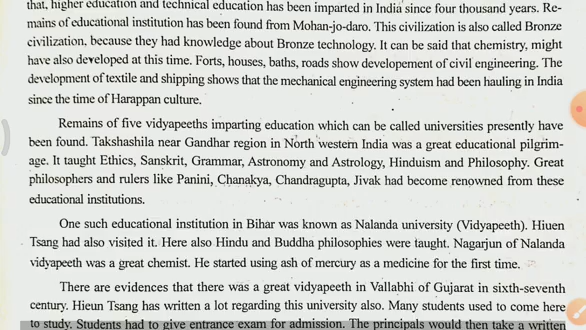 that, higher education and technical education has been imparted in India since four thousand years. Re-
mains of educational institution has been found from Mohan-jo-daro. This civilization is also called Bronze
civilization, because they had knowledge about Bronze technology. It can be said that chemistry, might
have also developed at this time. Forts, houses, baths, roads show developement of civil engineering. The
development of textile and shipping shows that the mechanical engineering system had been hauling in India
since the time of Harappan culture.
Remains of five vidyapeeths imparting education which can be called universities presently have
been found. Takshashila near Gandhar region in North western India was a great educational pilgrim-
age. It taught Ethics, Sanskrit, Grammar, Astronomy and Astrology, Hinduism and Philosophy. Great
philosophers and rulers like Panini, Chanakya, Chandragupta, Jivak had become renowned from these
educational institutions.
One such educational institution in Bihar was known as Nalanda university (Vidyapeeth). Hiuen
Tsang had also visited it. Here also Hindu and Buddha philosophies were taught. Nagarjun of Nalanda
vidyapeeth was a great chemist. He started using ash of mercury as a medicine for the first time.
There are evidences that there was a great vidyapeeth in Vallabhi of Gujarat in sixth-seventh
century. Hieun Tsang has written a lot regarding this university also. Many students used to come here
to study. Students had to give entrance exam for admission. The principals would then take a written